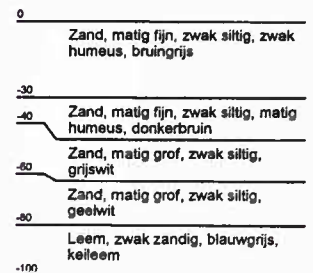 0
Zand, matig fijn, zwak siltig, zwak
humeus, bruingrijs
-30
Zand, matig fijn, zwak siltig, matig
humeus, donkerbruin
-40
Zand, matig grof, zwak siltig,
grijswit
-60
Zand, matig grof, zwak siltig,
geelwit
-80
Leem, zwak zandig, blauwgrijs,
keileem
-100